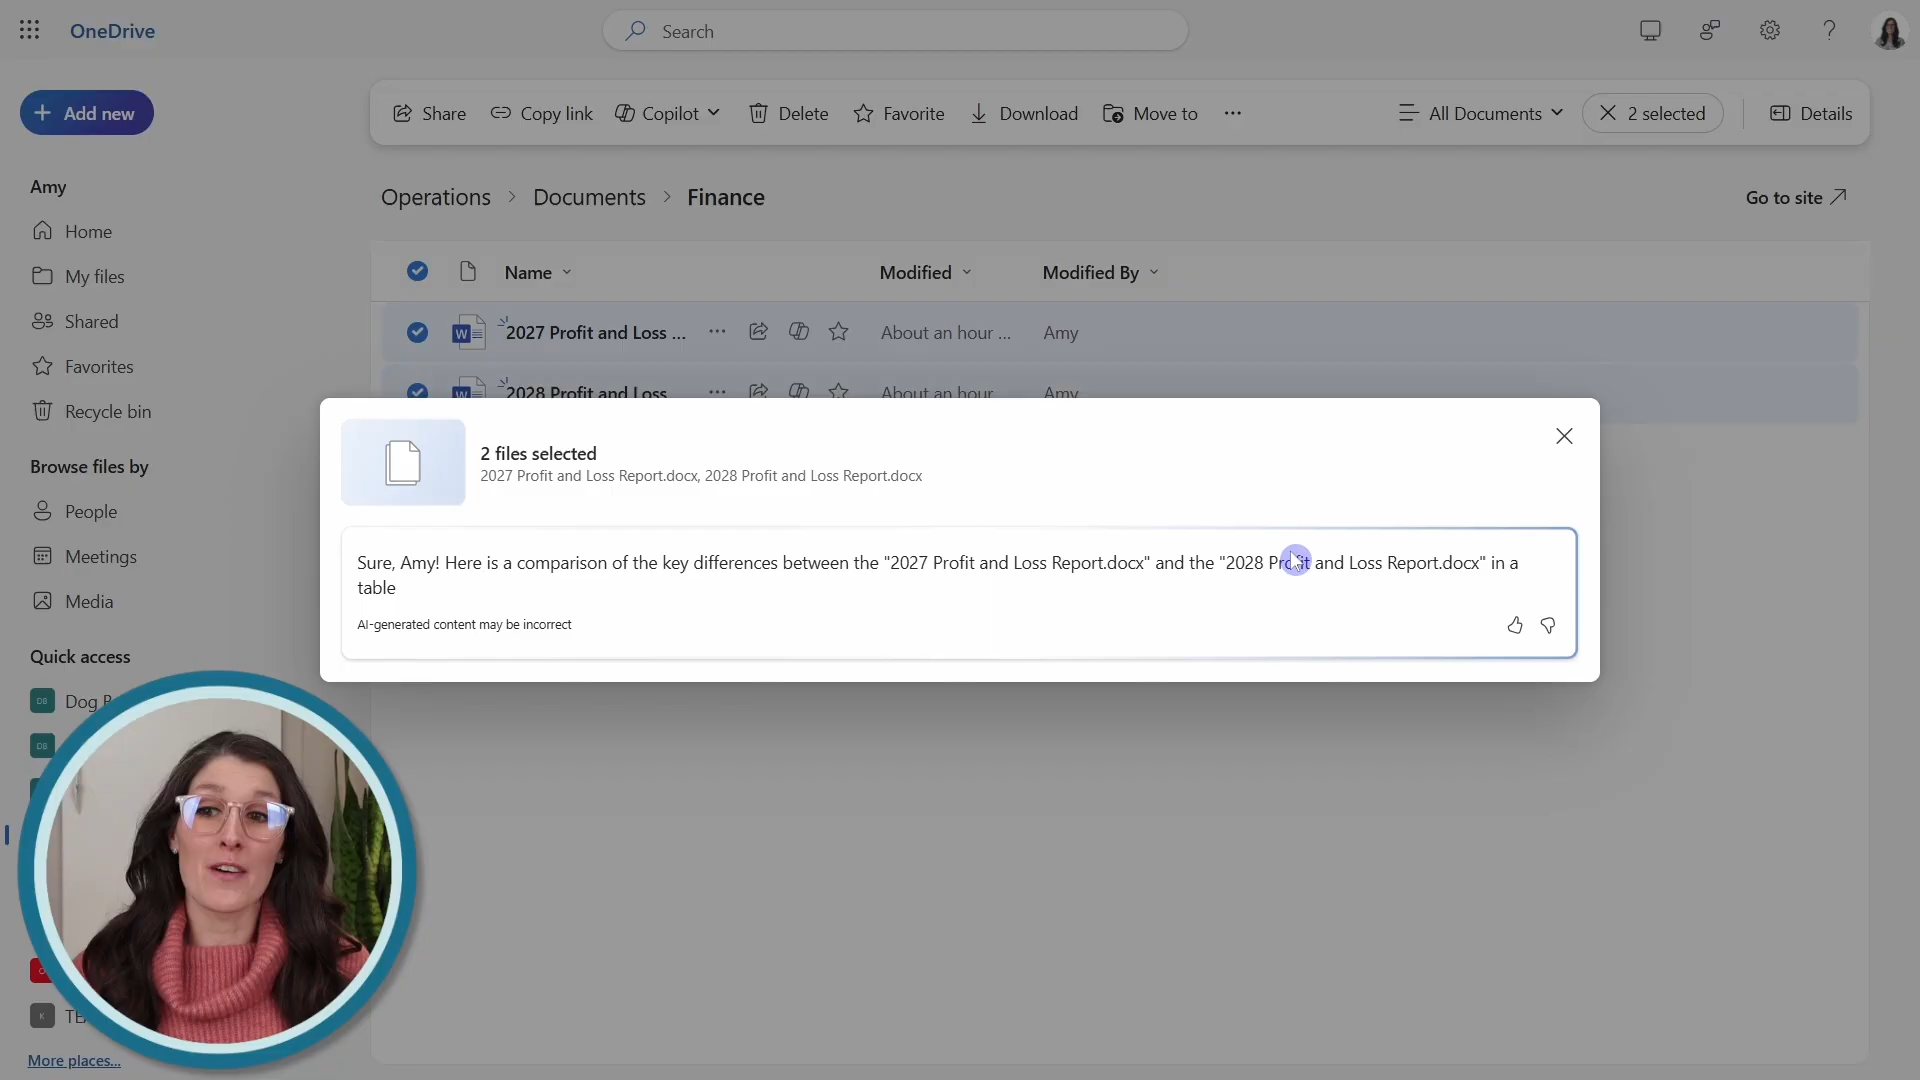 OneDrive
Search
Add new
Share
Copy link
Copilot
Delete
Favorite
Download
Move to
All Documents
2 selected
Details
Amy
Home
My files
Shared
Favorites
Recycle bin
Browse files by
People
Meetings
Media
Quick access
DB Dog
DB
K
More places...
Operations > Documents > Finance
Go to site
Name
Modified
Modified By
2027 Profit and Loss ...
About an hour ...
Amy
2028 Profit and Loss
About an hour
Amy
2 files selected
2027 Profit and Loss Report.docx, 2028 Profit and Loss Report.docx
Sure, Amy! Here is a comparison of the key differences between the "2027 Profit and Loss Report.docx" and the "2028 Profit and Loss Report.docx" in a
table
AI-generated content may be incorrect